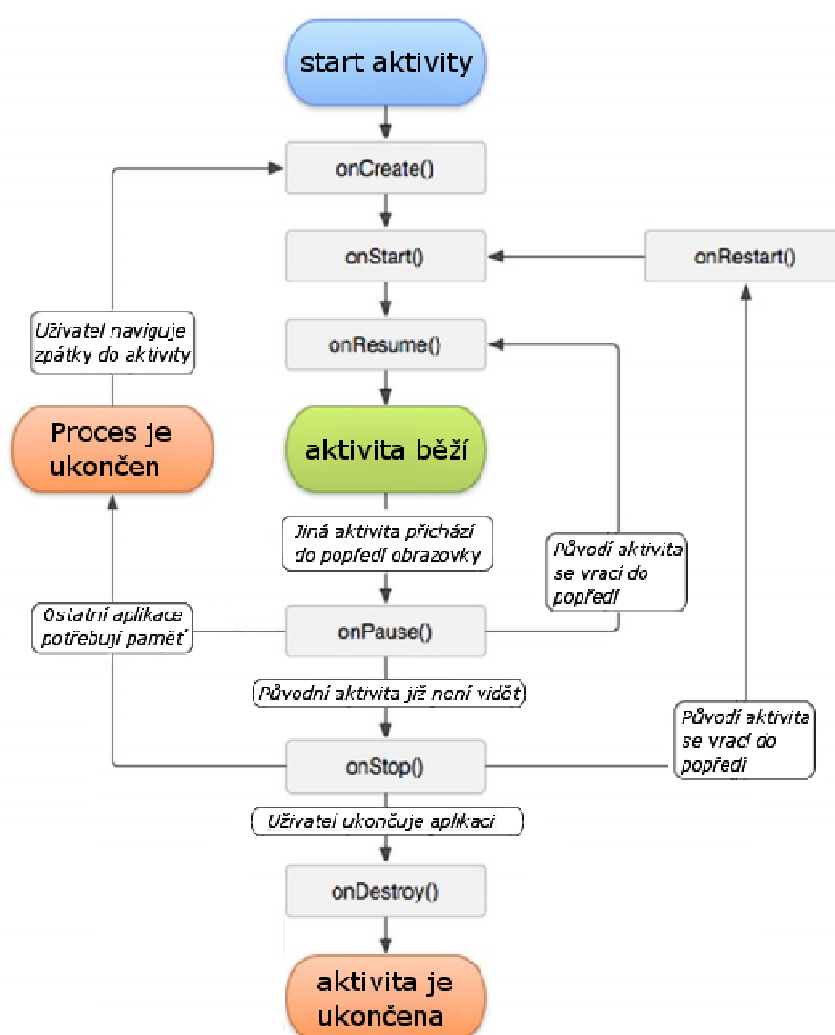 start aktivity
onCreate()
onStart()
onRestart()
onResume()
Uživatel naviguje
zpátky do aktivity
Proces je
ukončen
aktivita běží
Jiná aktivita přichází
do popředí obrazovky
Původí aktivita
se vrací do
popředí
Ostatní aplikace
potřebují paměť
onPause()
Původní aktivita již není vidět
Původí aktivita
se vrací do
popředí
onStop()
Uživatel ukončuje aplikaci
onDestroy()
aktivita je
ukončena